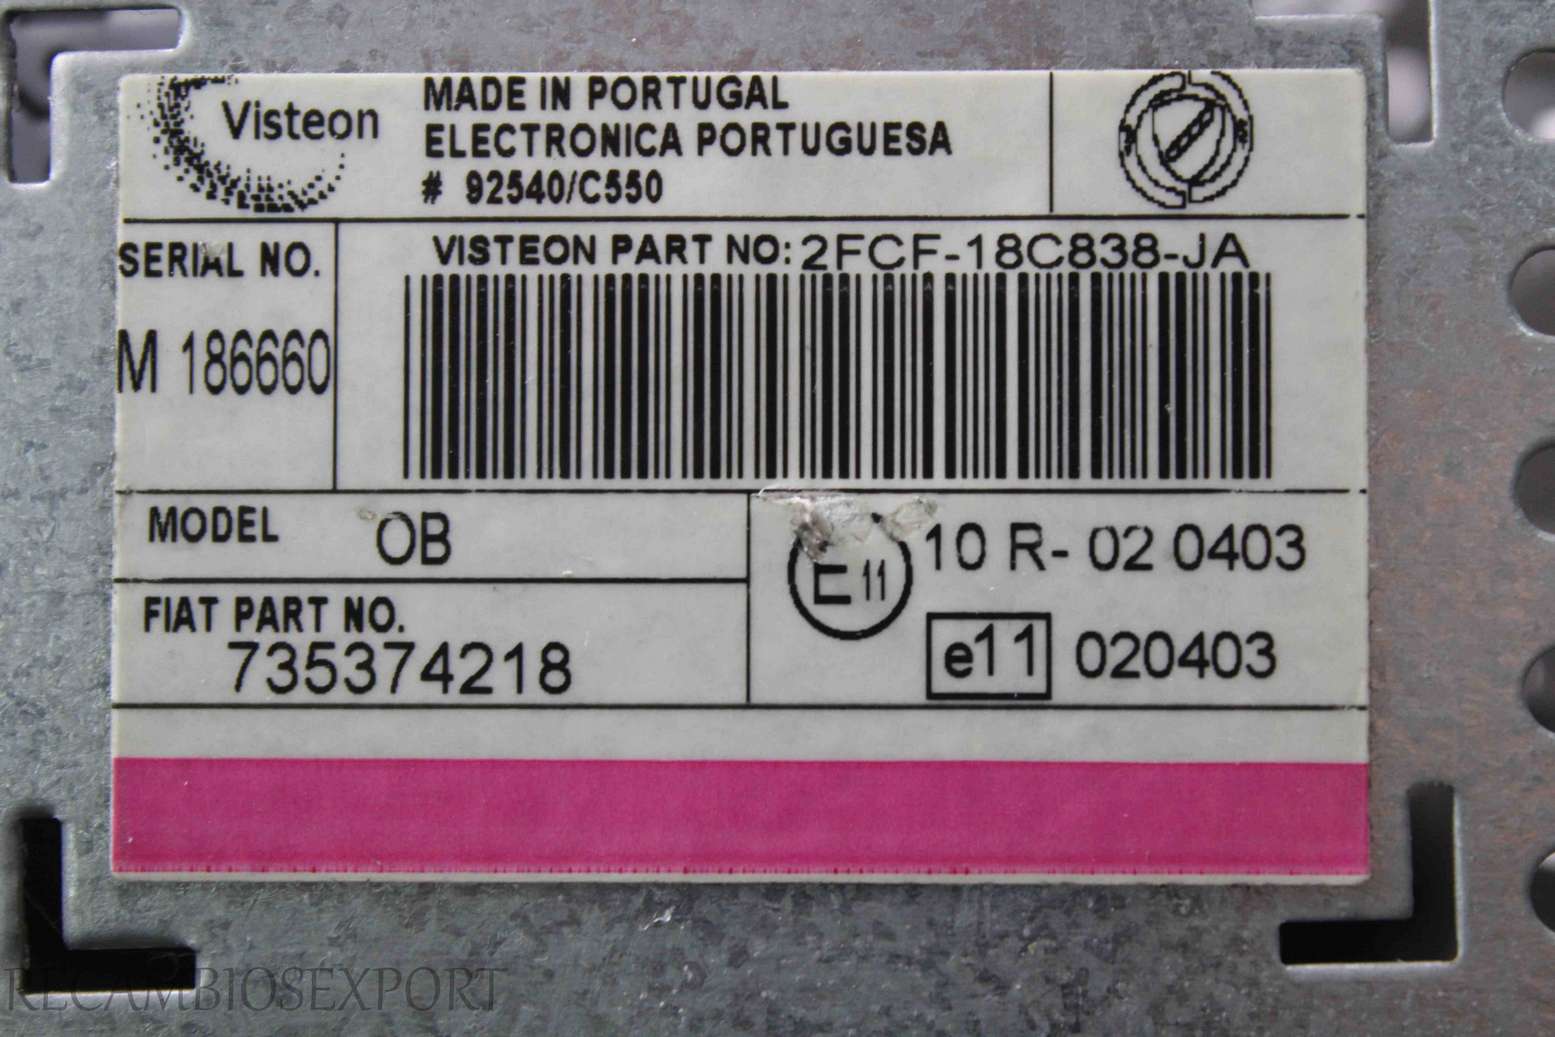 Visteon
MADE IN PORTUGAL
ELECTRONICA PORTUGUESA
# 92540/C550
SERIAL NO.
M 186660
VISTEON PART NO: 2FCF-18C838-JA
MODEL OB
FIAT PART NO.
735374218
E 11 10 R- 02 0403
e11 020403
RECAMBIOSEXPORT